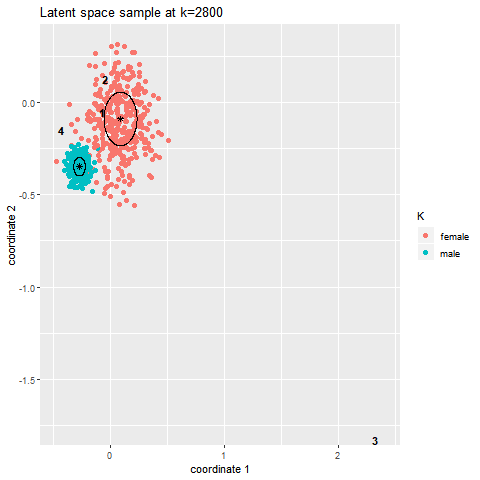 Latent space sample at k=2800
coordinate 2
0.0
-0.5
-1.0
-1.5
2
1
4
3
0
1
2
coordinate 1
K
female
male